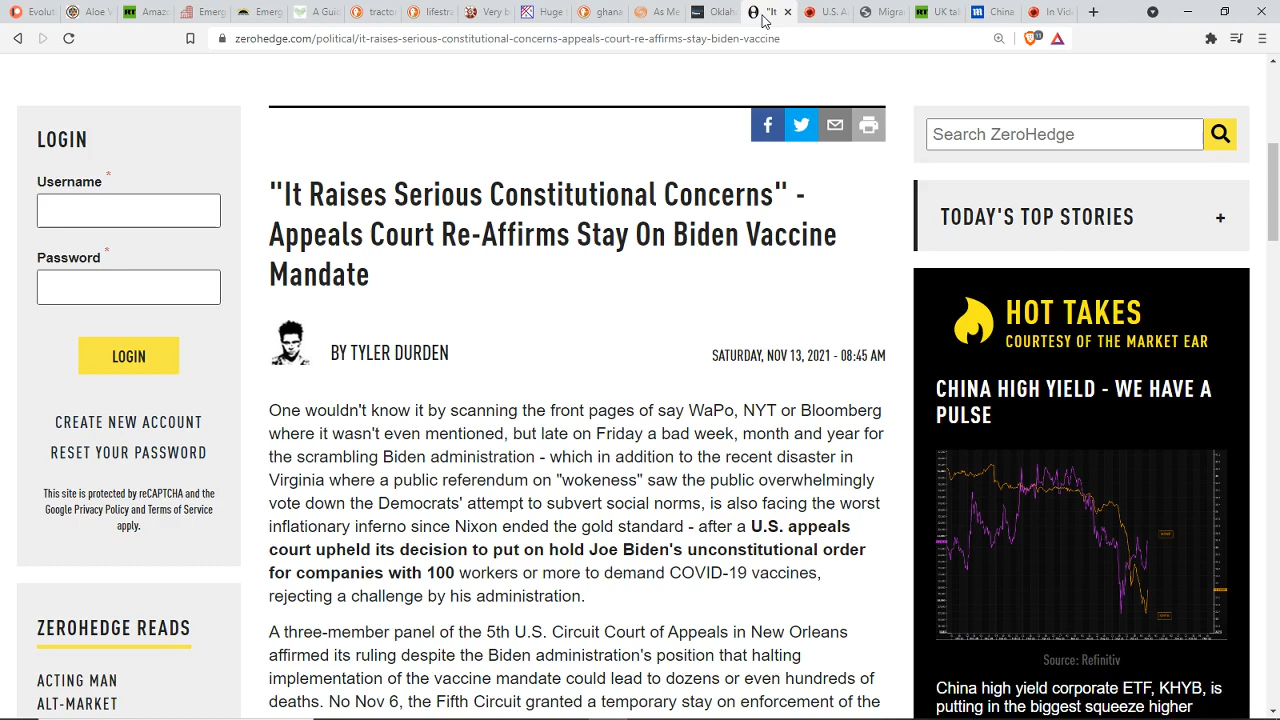 Evolut
Aloe V
RT
Amazo
Emerg
Emerg
A Guid
tracto
lifestra
Very b
Huge
ghana
As Me
Oklah
"It
U.S. A
Migra
RT
UK tal
China
In Vide
zerohedge.com/political/it-raises-serious-constitutional-concerns-appeals-court-re-affirms-stay-biden-vaccine
LOGIN
Username *
Password *
LOGIN
CREATE NEW ACCOUNT
RESET YOUR PASSWORD
This site is protected by reCAPTCHA and the
Google Privacy Policy and Terms of Service
apply.
ZEROHEDGE READS
ACTING MAN
ALT-MARKET
"It Raises Serious Constitutional Concerns" -
Appeals Court Re-Affirms Stay On Biden Vaccine
Mandate
BY TYLER DURDEN
SATURDAY, NOV 13, 2021 - 08:45 AM
One wouldn't know it by scanning the front pages of say WaPo, NYT or Bloomberg
where it wasn't even mentioned, but late on Friday a bad week, month and year for
the scrambling Biden administration - which in addition to the recent disaster in
Virginia where a public referendum on "wokeness" saw the public overwhelmingly
vote down the Democrats' attempt to subvert social norms, is also facing the worst
inflationary inferno since Nixon ended the gold standard - after a U.S. appeals
court upheld its decision to put on hold Joe Biden's unconstitutional order
for companies with 100 workers or more to demand COVID-19 vaccines,
rejecting a challenge by his adminstration.
A three-member panel of the 5th U.S. Circuit Court of Appeals in New Orleans
affirmed its ruling despite the Biden administration's position that halting
implementation of the vaccine mandate could lead to dozens or even hundreds of
deaths. No Nov 6, the Fifth Circuit granted a temporary stay on enforcement of the
Search ZeroHedge
TODAY'S TOP STORIES +
HOT TAKES
COURTESY OF THE MARKET EAR
CHINA HIGH YIELD - WE HAVE A
PULSE
Source: Refinitiv
China high yield corporate ETF, KHYB, is
putting in the biggest squeeze higher